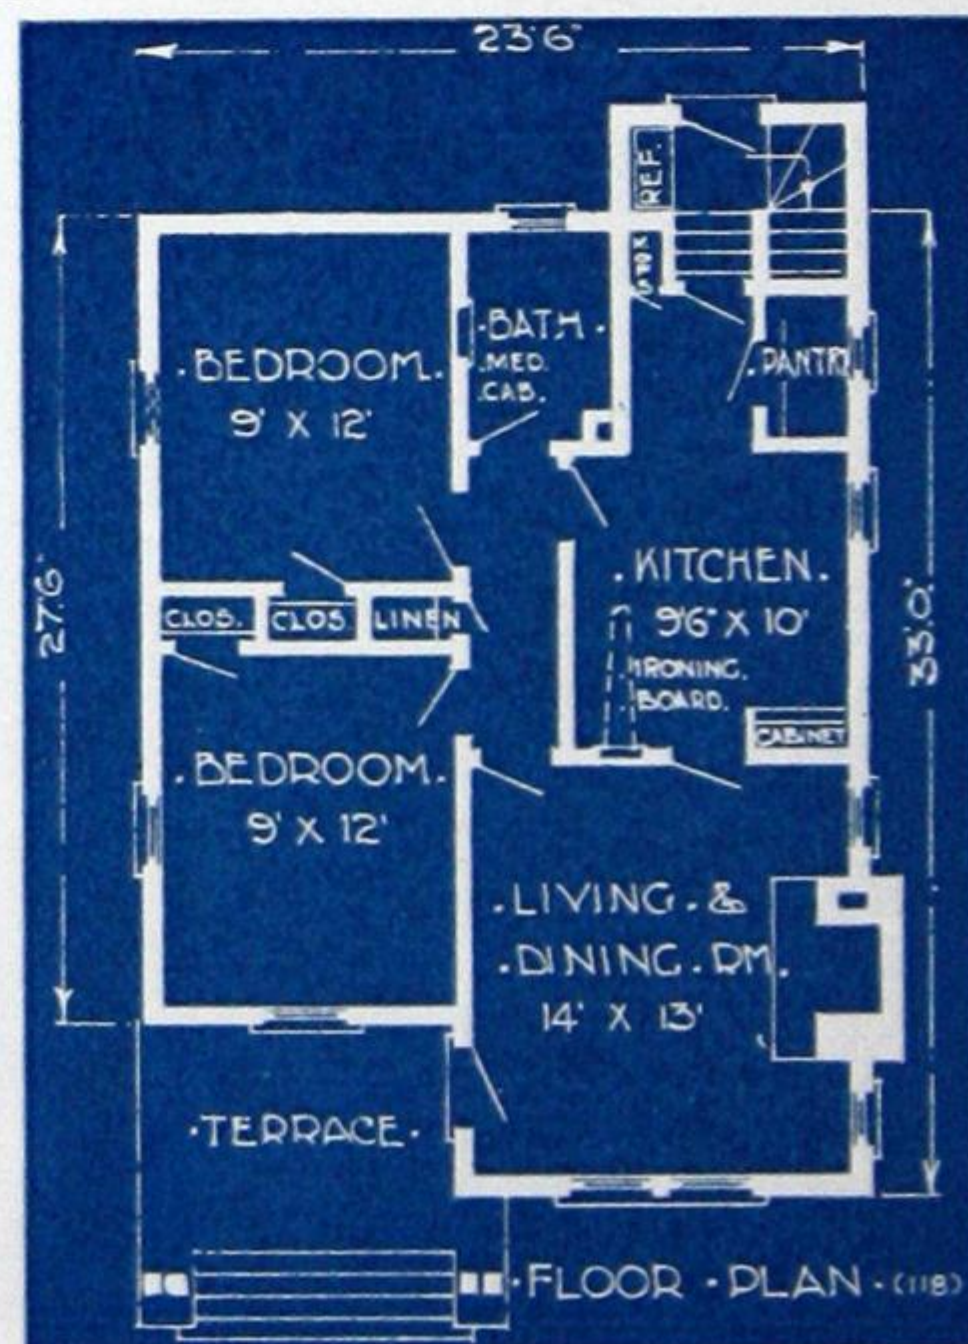 23'6"
REF.
·BATH·
.MED.
.CAB.
·BEDROOM.
9' X 12'
.PANTRY
·KITCHEN.
9'6" X 10'
IRONING.
BOARD.
27'6"
33'.0"
CLOS.
CLOS.
LINEN
CABINET
·BEDROOM.
9' X 12'
·LIVING·&
·DINING·RM.
14' X 13'
·TERRACE·
·FLOOR·PLAN·(118)